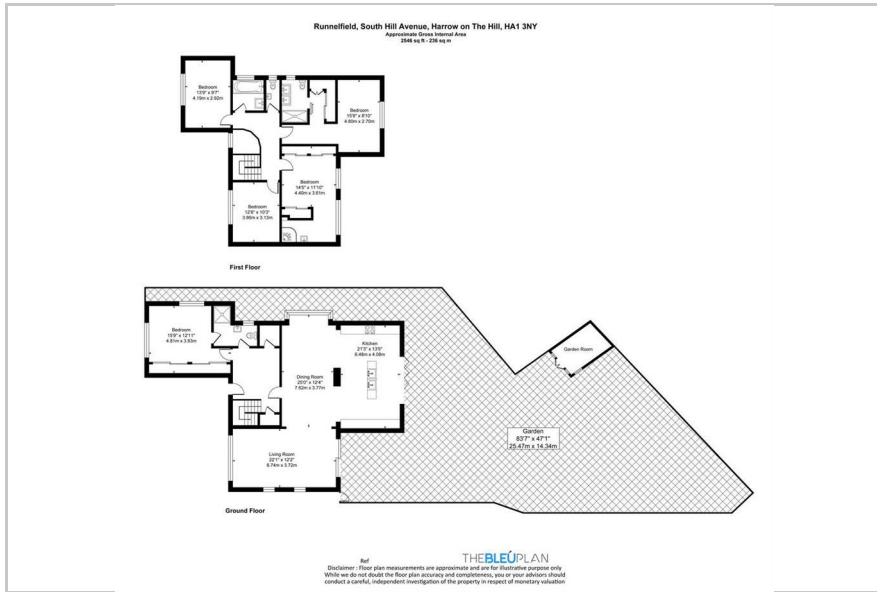 Runnelfield, South Hill Avenue, Harrow on The Hill, HA1 3NY
Approximate Gross Internal Area
2546 sq ft - 236 sq m
Bedroom
13'9" x 9'7"
4.19m x 2.92m
Bedroom
15'9" x 8'10"
4.80m x 2.70m
Bedroom
14'5" x 11'10"
4.40m x 3.61m
Bedroom
12'8" x 10'3"
3.86m x 3.13m
First Floor
Bedroom
15'9" x 12'11"
4.81m x 3.93m
Kitchen
21'3" x 13'5"
6.48m x 4.08m
Garden Room
Dining Room
25'0" x 12'4"
7.62m x 3.77m
Garden
83'7" x 47'1"
25.47m x 14.34m
Living Room
22'1" x 12'2"
6.74m x 3.72m
Ground Floor
Ref
THEBLEÚPLAN
Disclaimer : Floor plan measurements are approximate and are for illustrative purpose only
While we do not doubt the floor plan accuracy and completeness, you or your advisors should
conduct a careful, independent investigation of the property in respect of monetary valuation